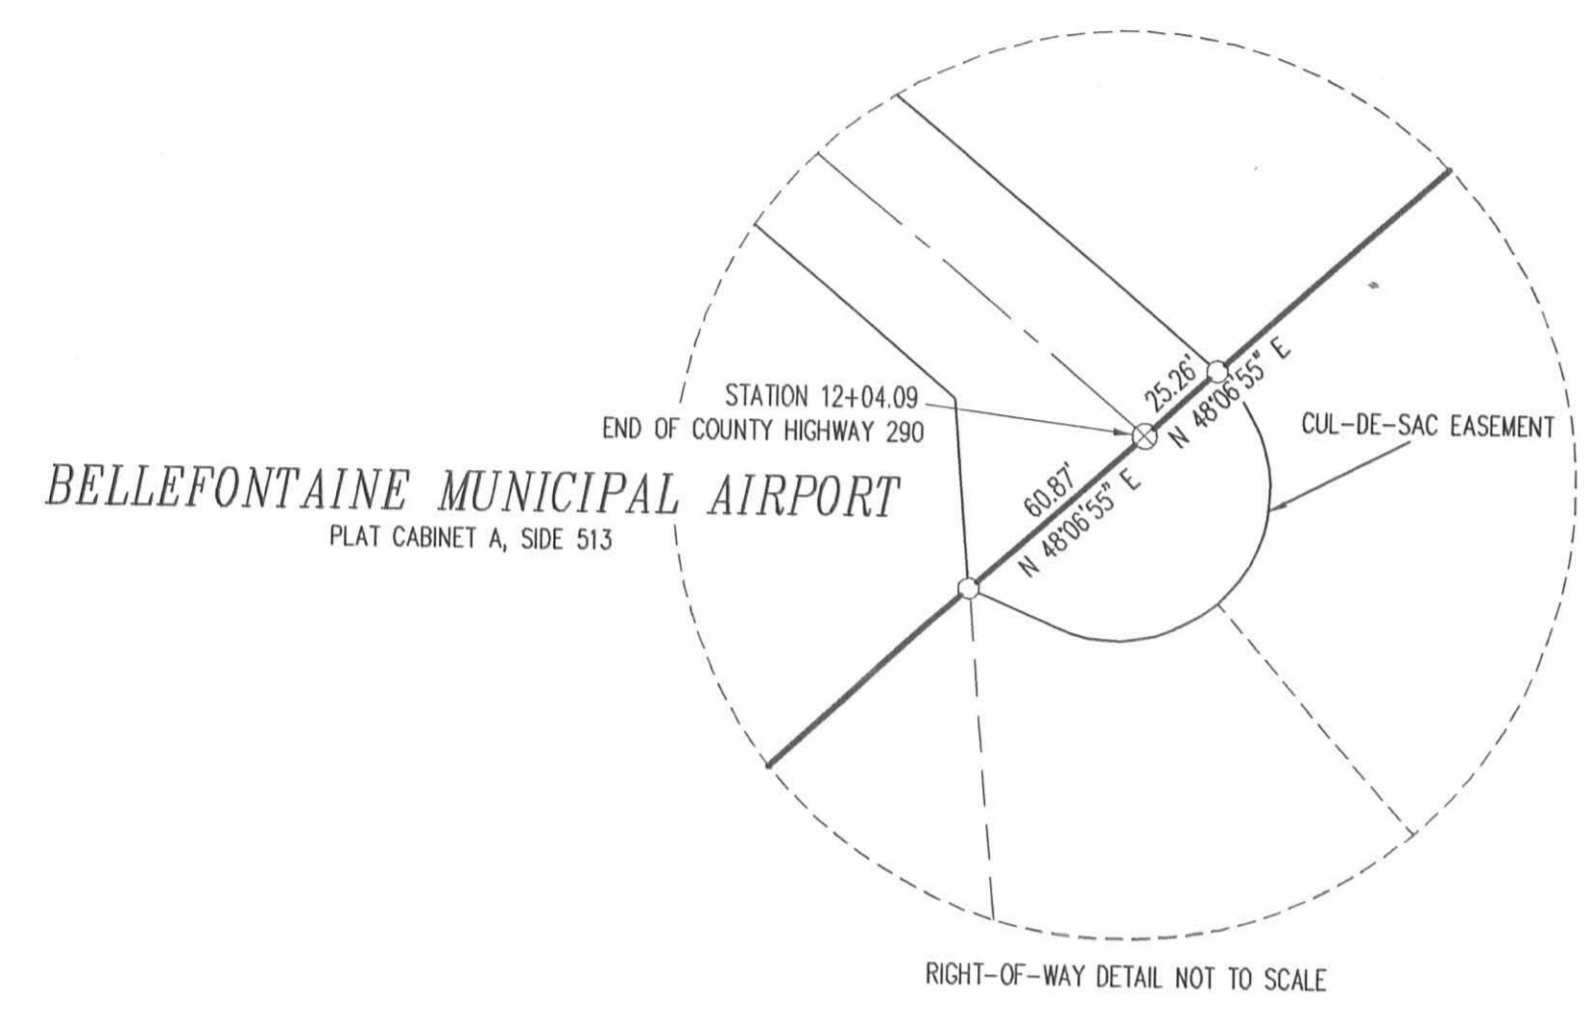 STATION 12+04.09
END OF COUNTY HIGHWAY 290
BELLEFONTAINE MUNICIPAL AIRPORT
PLAT CABINET A, SIDE 513
25.26'
N 48°06'55" E
60.87'
N 48°06'55" E
CUL-DE-SAC EASEMENT
RIGHT-OF-WAY DETAIL NOT TO SCALE